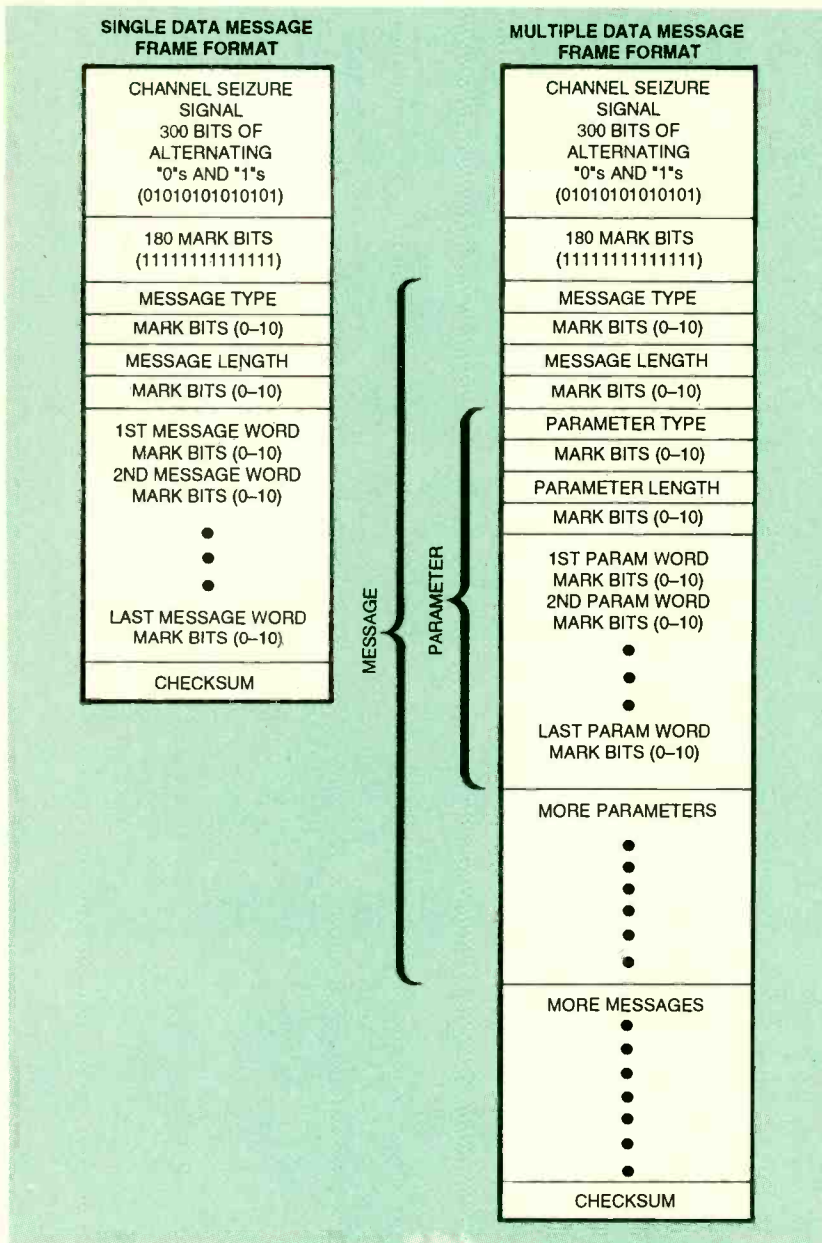 SINGLE DATA MESSAGE
FRAME FORMAT
CHANNEL SEIZURE
SIGNAL
300 BITS OF
ALTERNATING
"0"s AND "1"s
(01010101010101)
180 MARK BITS
(11111111111111)
MESSAGE TYPE
MARK BITS (0–10)
MESSAGE LENGTH
MARK BITS (0–10)
1ST MESSAGE WORD
MARK BITS (0–10)
2ND MESSAGE WORD
MARK BITS (0–10)
LAST MESSAGE WORD
MARK BITS (0–10)
CHECKSUM
MESSAGE
PARAMETER
MULTIPLE DATA MESSAGE
FRAME FORMAT
CHANNEL SEIZURE
SIGNAL
300 BITS OF
ALTERNATING
"0"s AND "1"s
(01010101010101)
180 MARK BITS
(11111111111111)
MESSAGE TYPE
MARK BITS (0–10)
MESSAGE LENGTH
MARK BITS (0–10)
PARAMETER TYPE
MARK BITS (0–10)
PARAMETER LENGTH
MARK BITS (0–10)
1ST PARAM WORD
MARK BITS (0–10)
2ND PARAM WORD
MARK BITS (0–10)
LAST PARAM WORD
MARK BITS (0–10)
MORE PARAMETERS
MORE MESSAGES
CHECKSUM